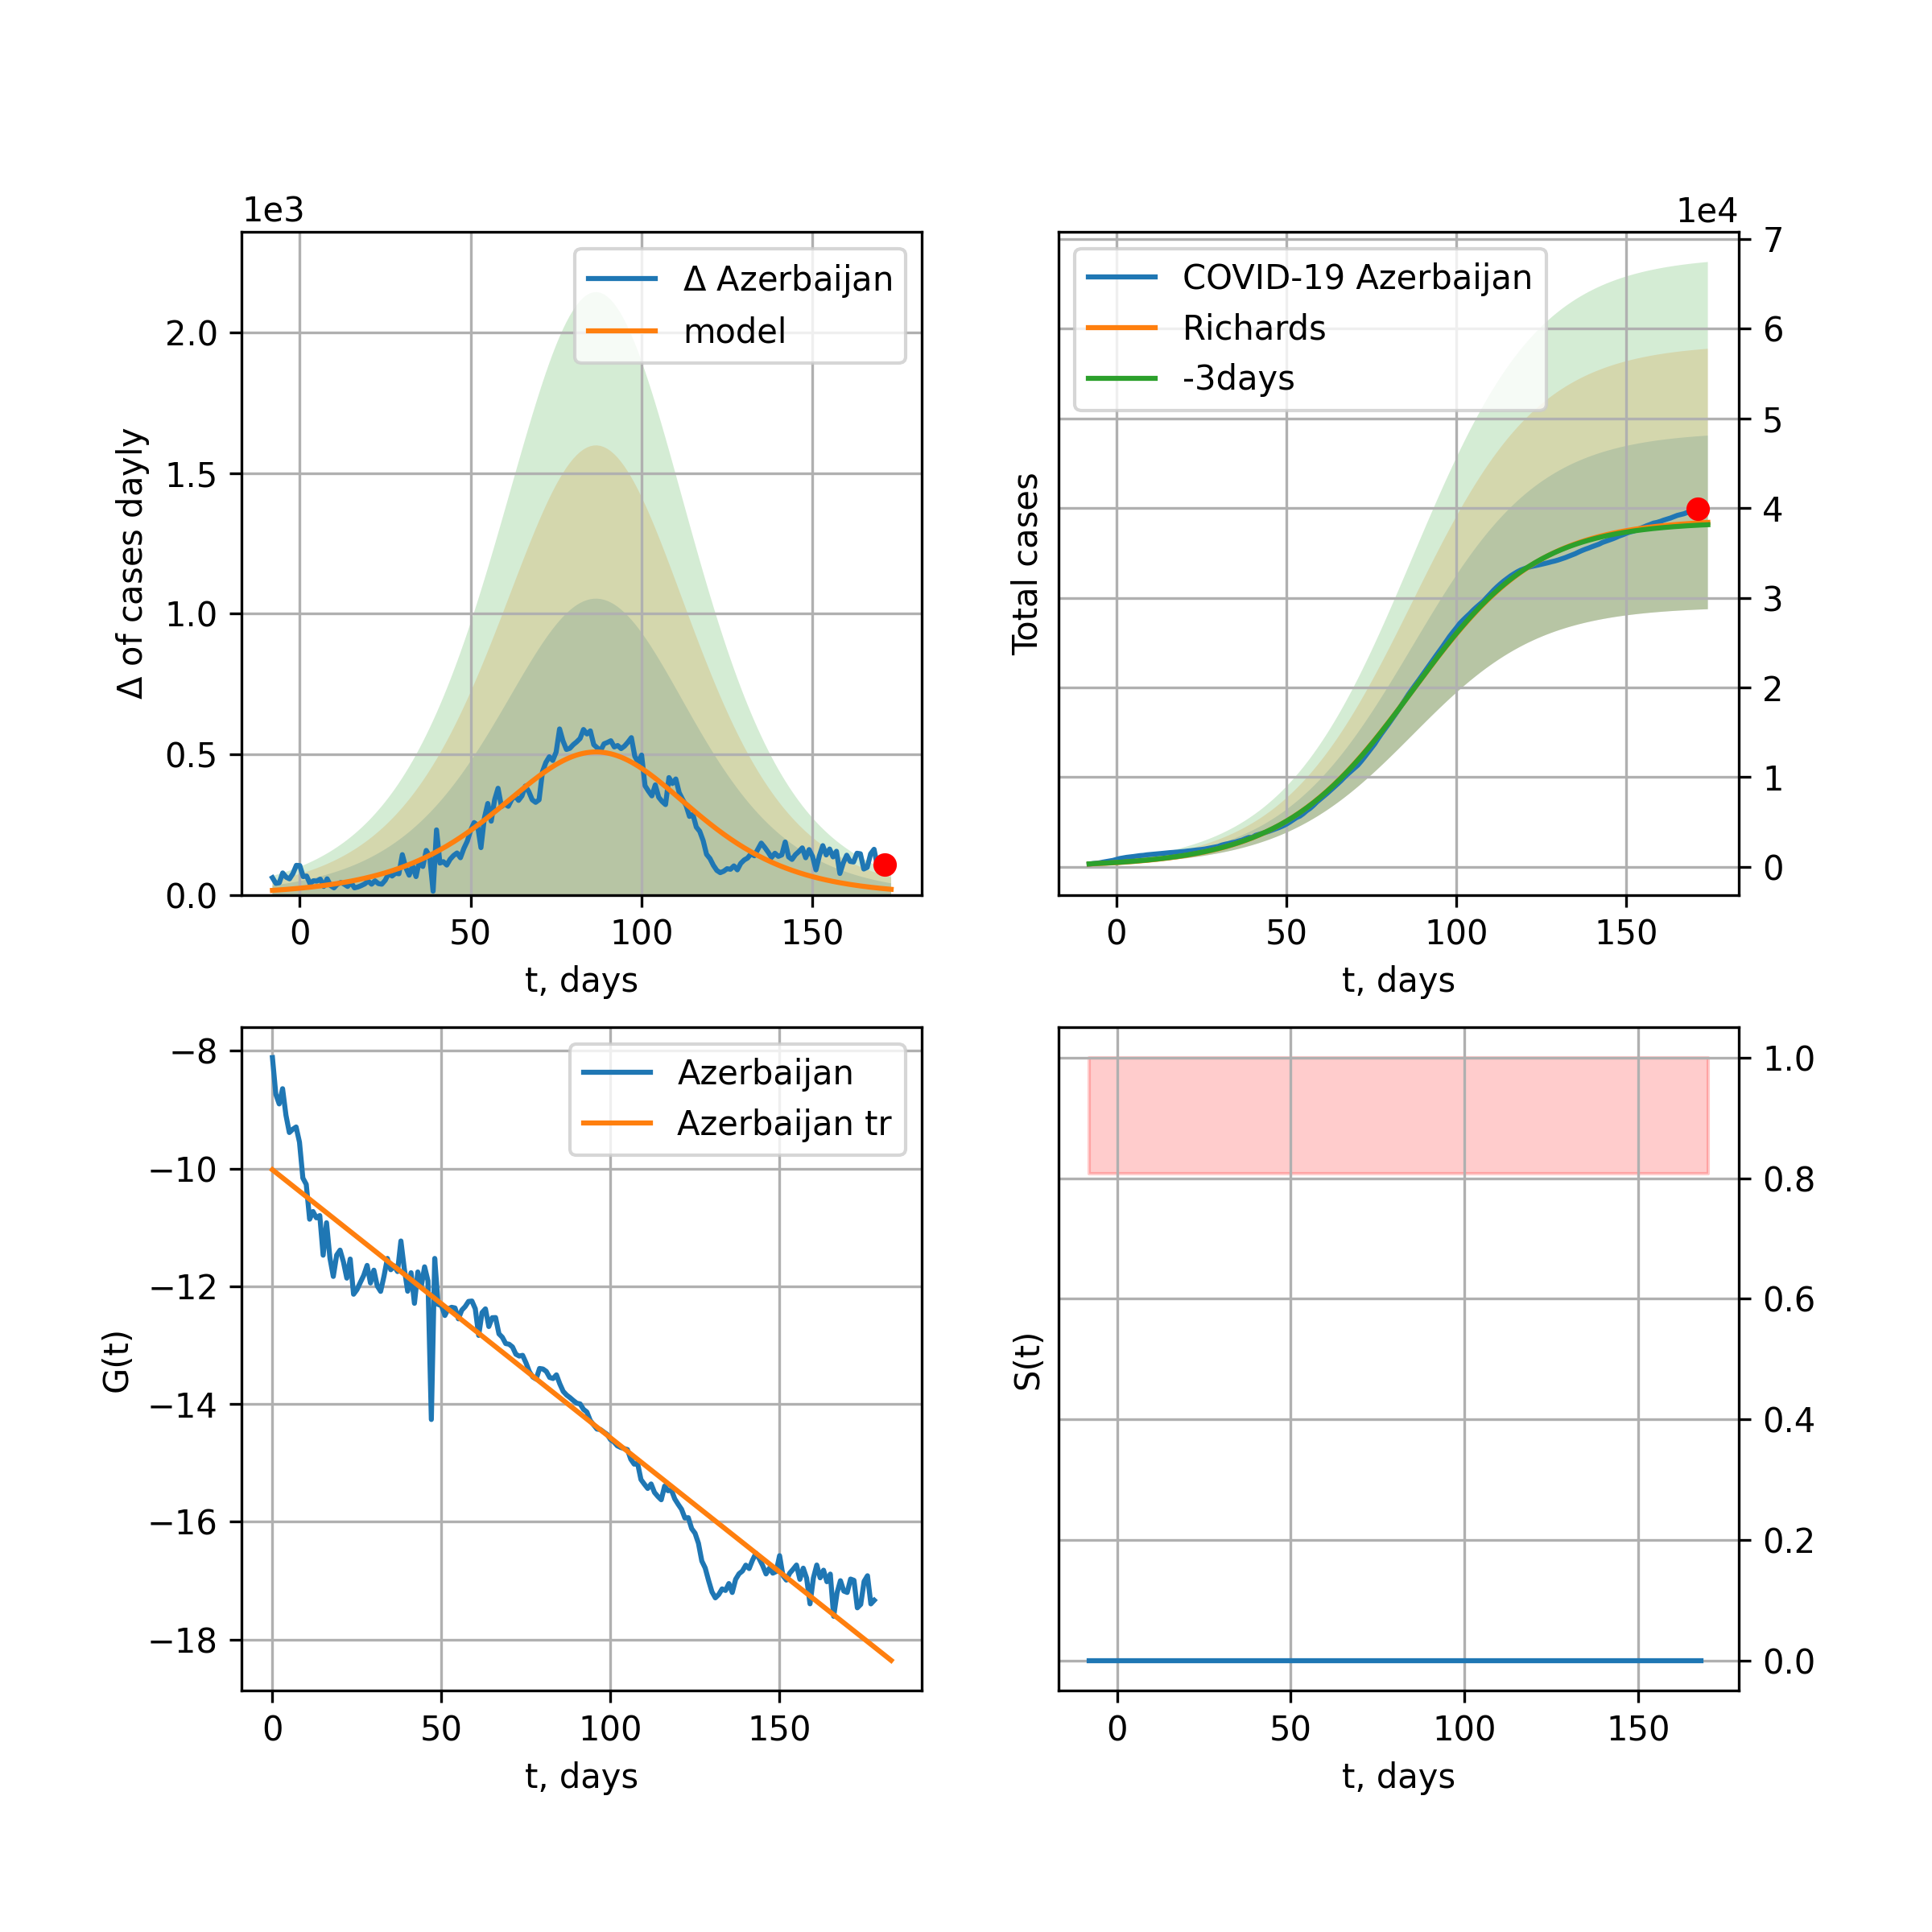 1e3
Δ Azerbaijan
model
2.0
1.5
1.0
0.5
0.0
0 50 100 150
t, days
Δ of cases dayly
1e4
COVID-19 Azerbaijan
Richards
-3days
7
6
5
4
3
2
1
0
0 50 100 150
t, days
Total cases
Azerbaijan
Azerbaijan tr
−8
−10
−12
−14
−16
−18
0 50 100 150
t, days
G(t)
1.0
0.8
0.6
0.4
0.2
0.0
0 50 100 150
t, days
S(t)